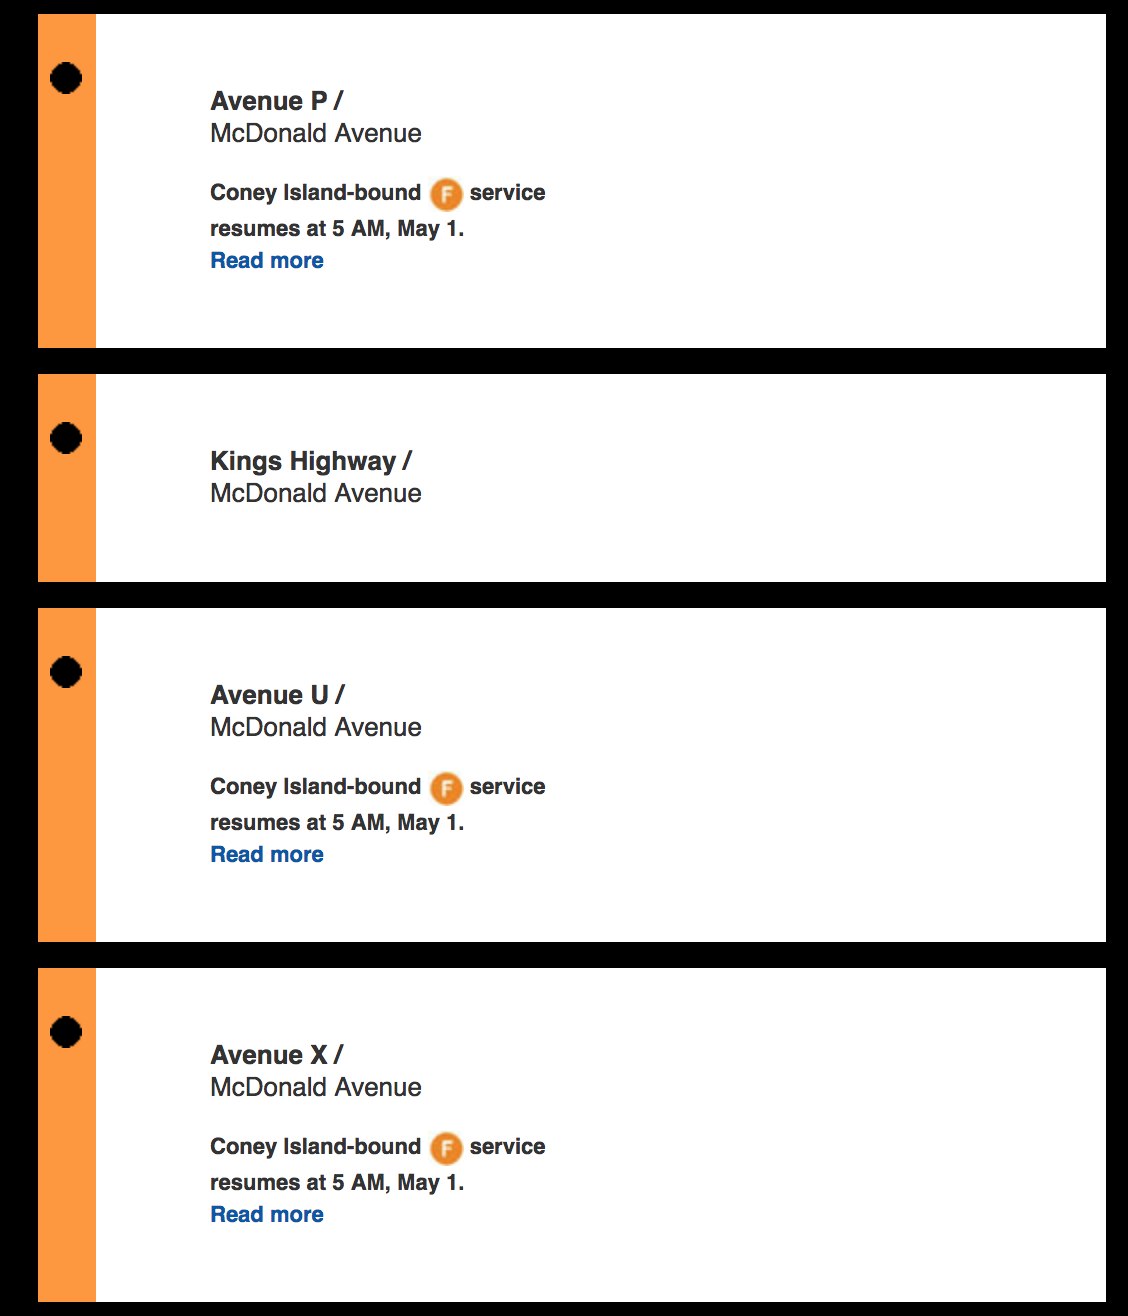 Avenue P /
McDonald Avenue
Coney Island-bound F service
resumes at 5 AM, May 1.
Read more
Kings Highway /
McDonald Avenue
Avenue U /
McDonald Avenue
Coney Island-bound F service
resumes at 5 AM, May 1.
Read more
Avenue X /
McDonald Avenue
Coney Island-bound F service
resumes at 5 AM, May 1.
Read more